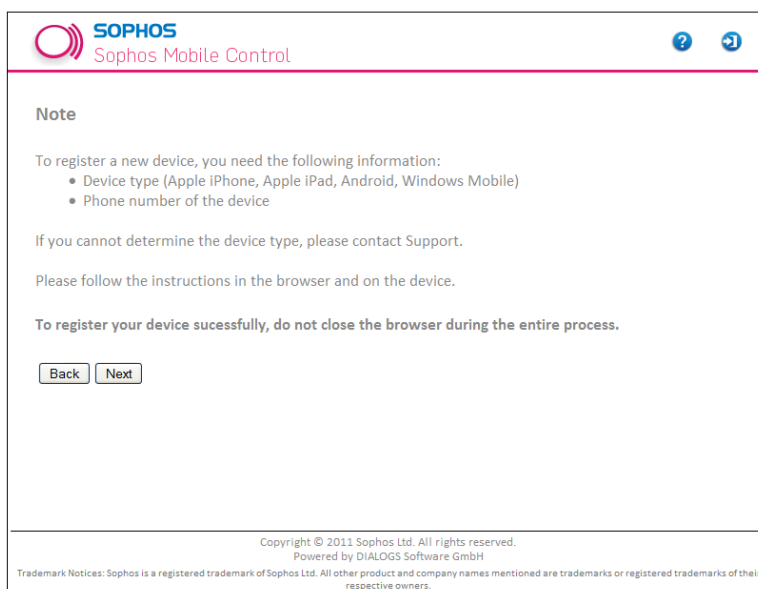 SOPHOS
Sophos Mobile Control
?
Note
To register a new device, you need the following information:
• Device type (Apple iPhone, Apple iPad, Android, Windows Mobile)
• Phone number of the device
If you cannot determine the device type, please contact Support.
Please follow the instructions in the browser and on the device.
To register your device sucessfully, do not close the browser during the entire process.
Back Next
Copyright © 2011 Sophos Ltd. All rights reserved.
Powered by DIALOGS Software GmbH
Trademark Notices: Sophos is a registered trademark of Sophos Ltd. All other product and company names mentioned are trademarks or registered trademarks of their
respective owners.